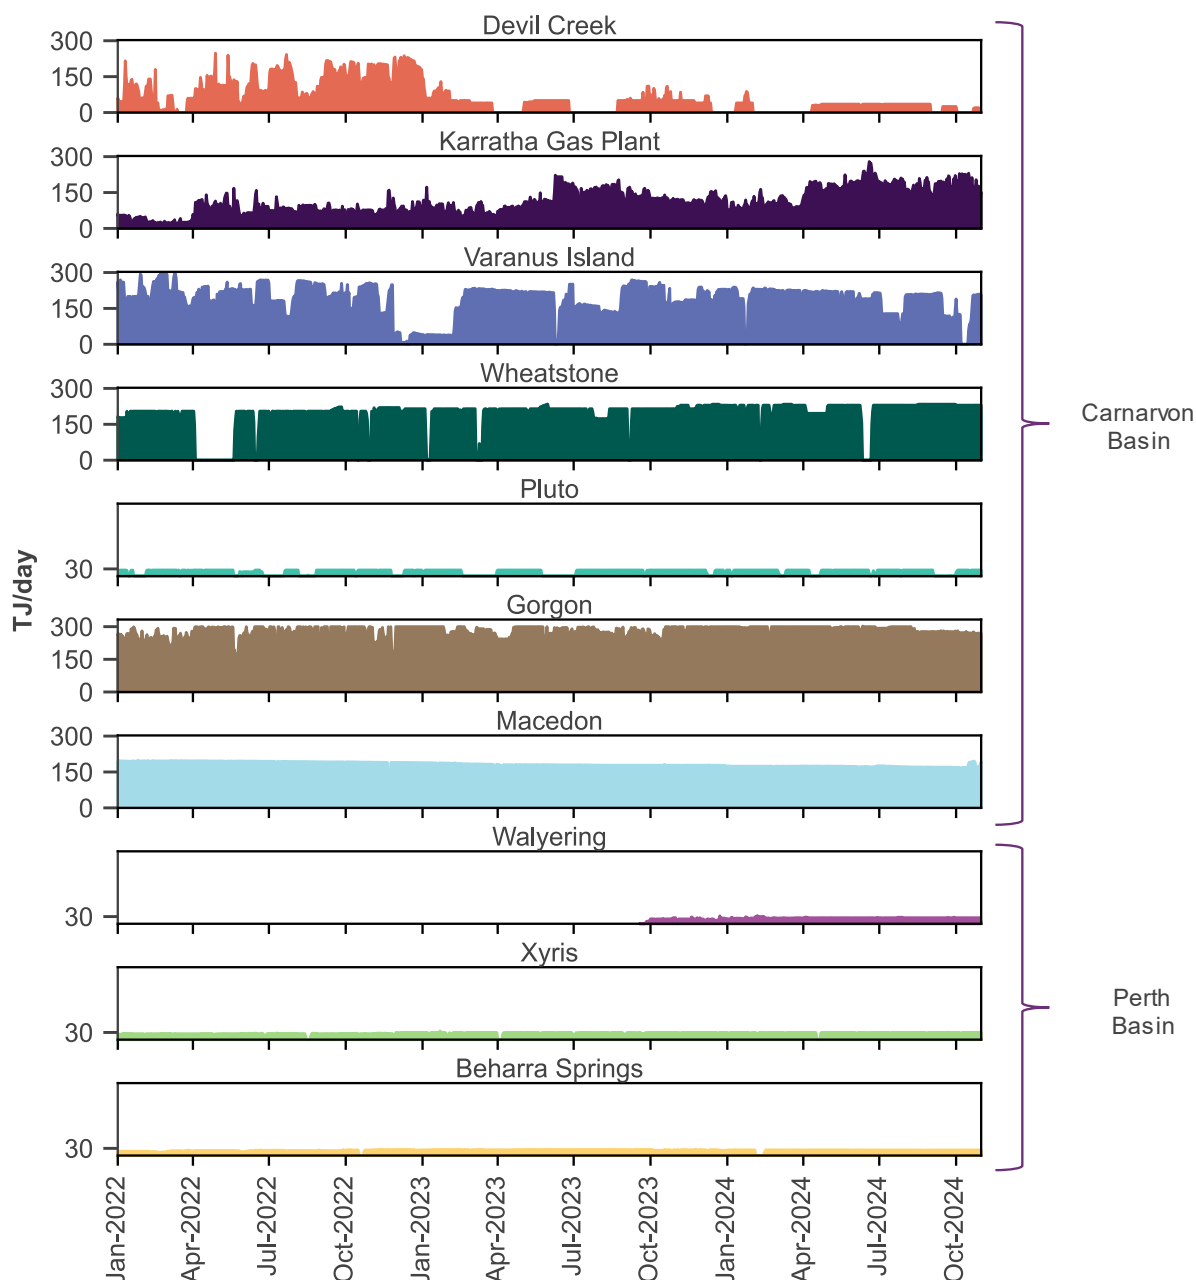 Devil Creek
300
150
0
Karratha Gas Plant
300
150
0
Varanus Island
300
150
0
Wheatstone
300
150
0
Carnarvon
Basin
Pluto
30
TJ/day
Gorgon
300
150
0
Macedon
300
150
0
Walyering
30
Xyris
30
Perth
Basin
Beharra Springs
30
Jan-2022
Apr-2022
Jul-2022
Oct-2022
Jan-2023
Apr-2023
Jul-2023
Oct-2023
Jan-2024
Apr-2024
Jul-2024
Oct-2024